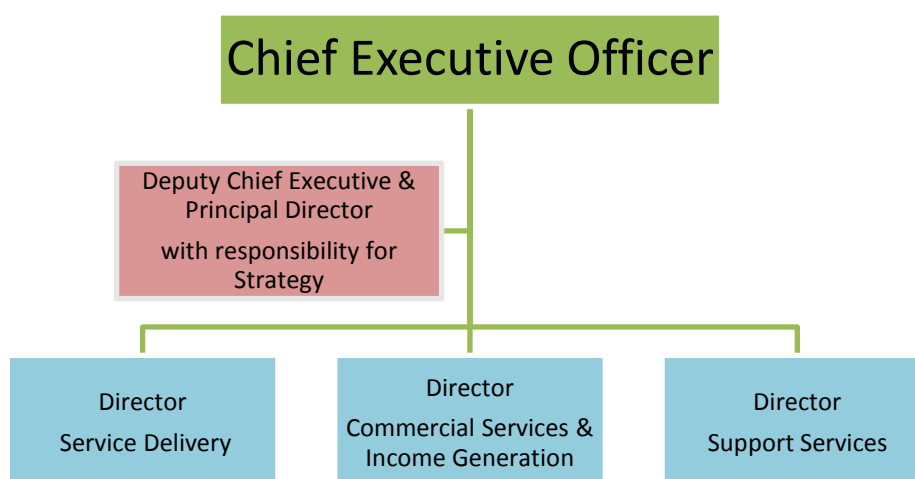 Chief Executive Officer
Deputy Chief Executive &
Principal Director
with responsibility for
Strategy
Director
Service Delivery
Director
Commercial Services &
Income Generation
Director
Support Services